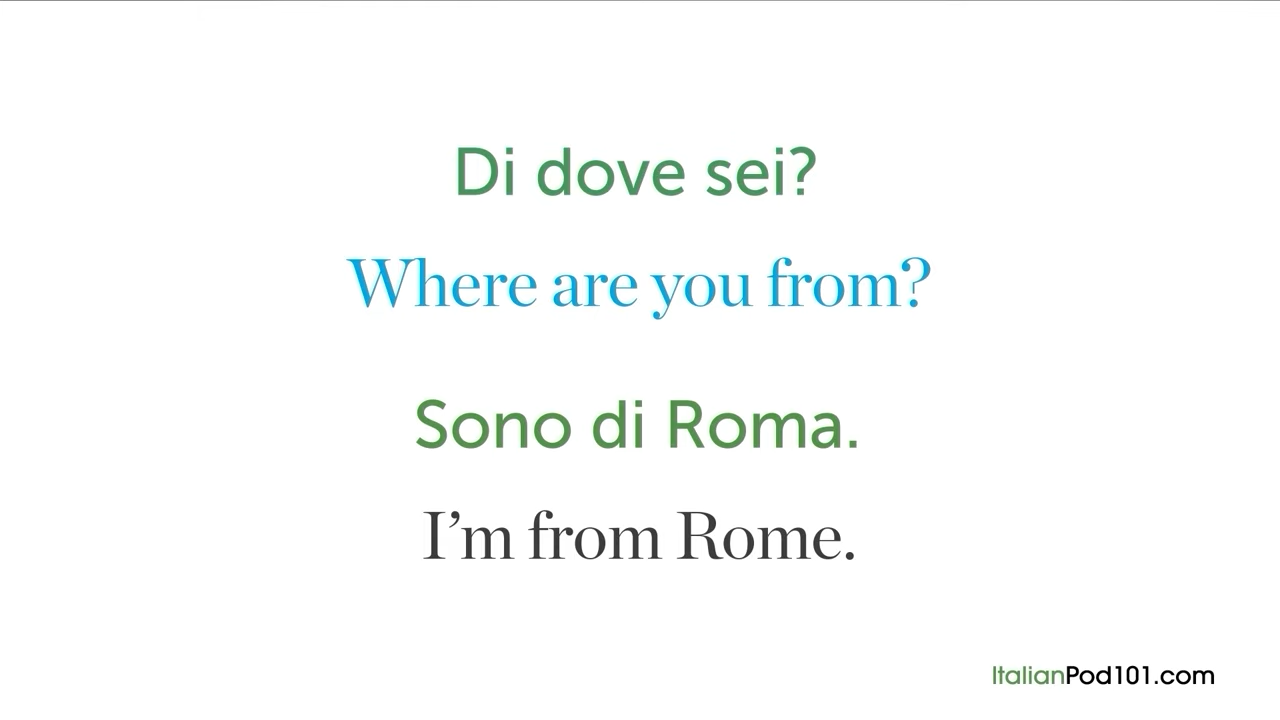 Di dove sei?
Where are you from?
Sono di Roma.
I'm from Rome.
ItalianPod101.com